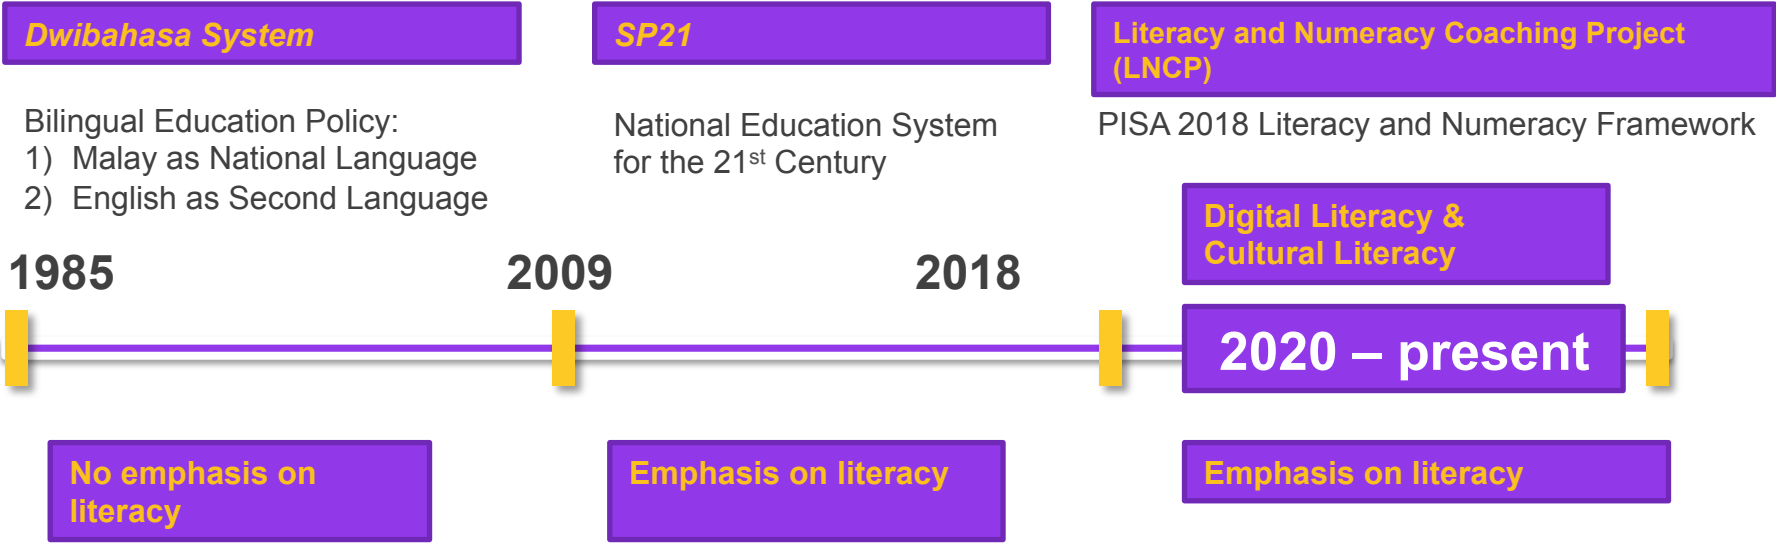 Dwibahasa System
SP21
Literacy and Numeracy Coaching Project
(LNCP)
Bilingual Education Policy:
1) Malay as National Language
2) English as Second Language
National Education System
for the 21st Century
PISA 2018 Literacy and Numeracy Framework
Digital Literacy &
Cultural Literacy
1985
2009
2018
2020 – present
No emphasis on
literacy
Emphasis on literacy
Emphasis on literacy